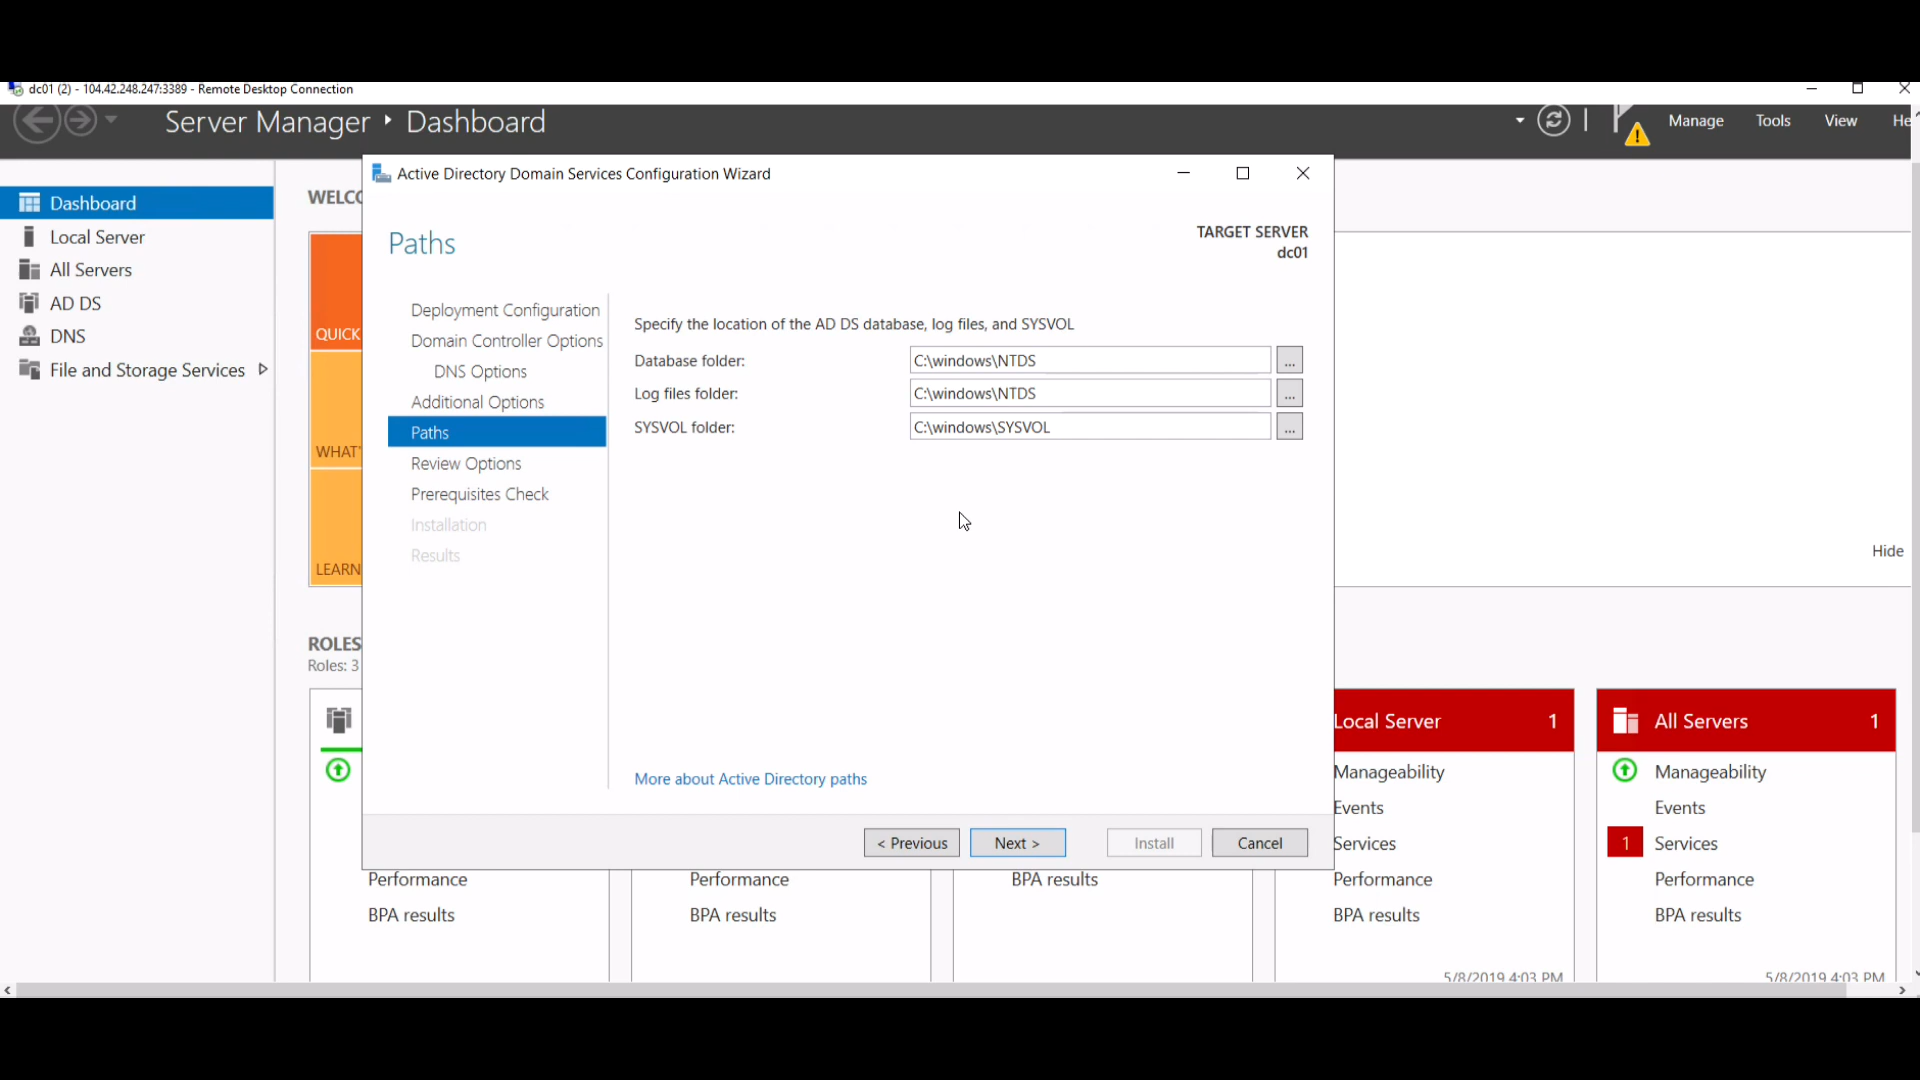 dc01 (2) - 104.42.248.247:3389 - Remote Desktop Connection
Server Manager ‣ Dashboard
Manage
Tools
View
He
Dashboard
Local Server
All Servers
AD DS
DNS
File and Storage Services
WELCO
QUICK
WHAT'
LEARN
Hide
Active Directory Domain Services Configuration Wizard
Paths
TARGET SERVER
dc01
Deployment Configuration
Domain Controller Options
DNS Options
Additional Options
Paths
Review Options
Prerequisites Check
Installation
Results
Specify the location of the AD DS database, log files, and SYSVOL
Database folder:
C:\windows\NTDS
...
Log files folder:
C:\windows\NTDS
...
SYSVOL folder:
C:\windows\SYSVOL
...
More about Active Directory paths
< Previous
Next >
Install
Cancel
ROLES
Roles: 3
Performance
BPA results
Performance
BPA results
BPA results
Local Server
1
Manageability
Events
Services
Performance
BPA results
5/8/2019 4:03 PM
All Servers
1
Manageability
Events
1
Services
Performance
BPA results
5/8/2019 4:03 PM